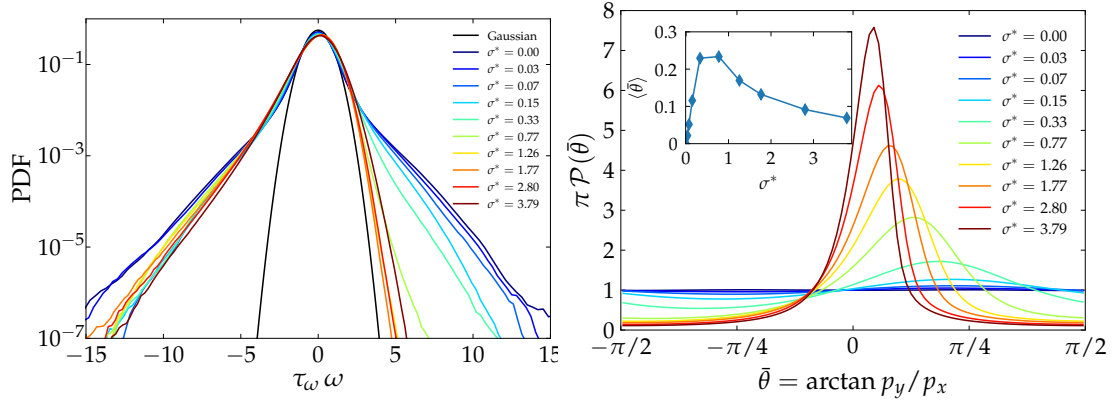 PDF
10⁻¹
10⁻³
10⁻⁵
10⁻⁷
−15
−10
−5
0
5
10
15
τ_ω ω
Gaussian
σ* = 0.00
σ* = 0.03
σ* = 0.07
σ* = 0.15
σ* = 0.33
σ* = 0.77
σ* = 1.26
σ* = 1.77
σ* = 2.80
σ* = 3.79
π P(θ̄)
8
7
6
5
4
3
2
1
0
−π/2
−π/4
0
π/4
π/2
θ̄ = arctan p_y/p_x
⟨θ̄⟩
0.3
0.2
0.1
0
0
1
2
3
σ*
σ* = 0.00
σ* = 0.03
σ* = 0.07
σ* = 0.15
σ* = 0.33
σ* = 0.77
σ* = 1.26
σ* = 1.77
σ* = 2.80
σ* = 3.79